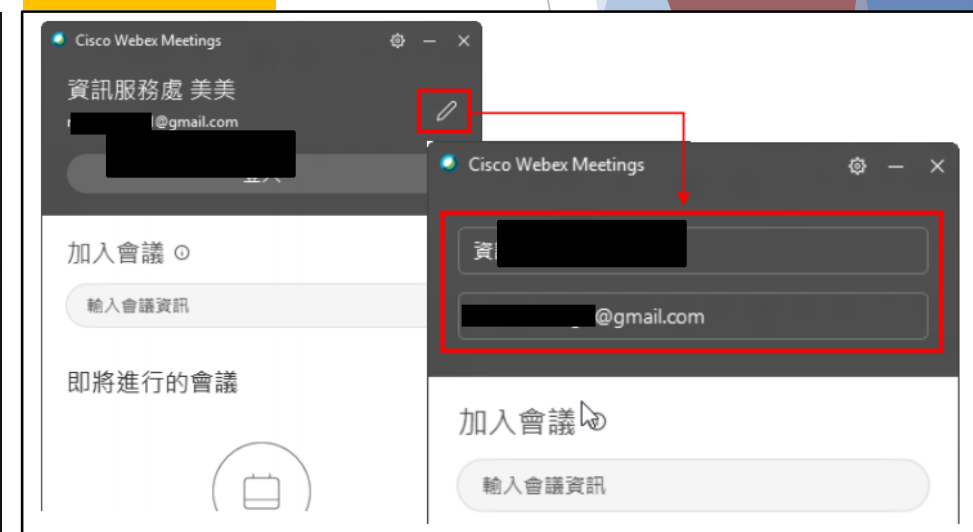 Cisco Webex Meetings
資訊服務處 美美
@gmail.com
加入會議
輸入會議資訊
即將進行的會議
Cisco Webex Meetings
資
@gmail.com
加入會議
輸入會議資訊